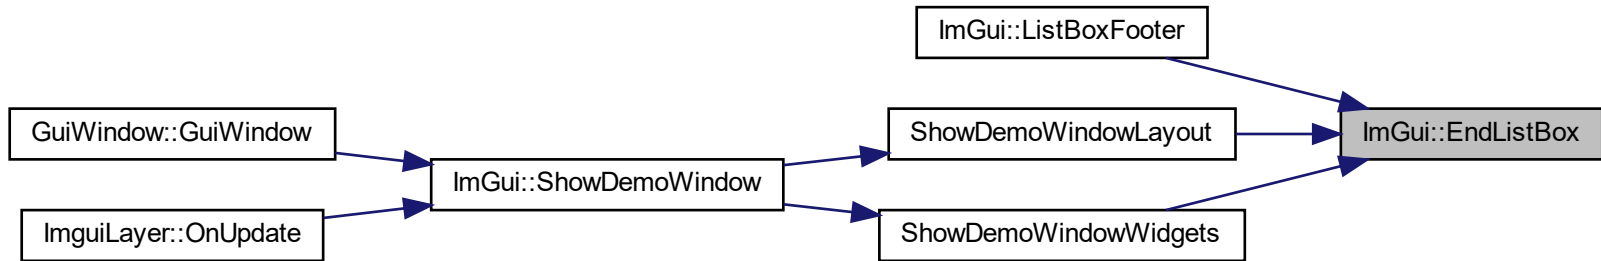 ImGui::ListBoxFooter
GuiWindow::GuiWindow
ShowDemoWindowLayout
ImGui::EndListBox
ImGui::ShowDemoWindow
ImguiLayer::OnUpdate
ShowDemoWindowWidgets